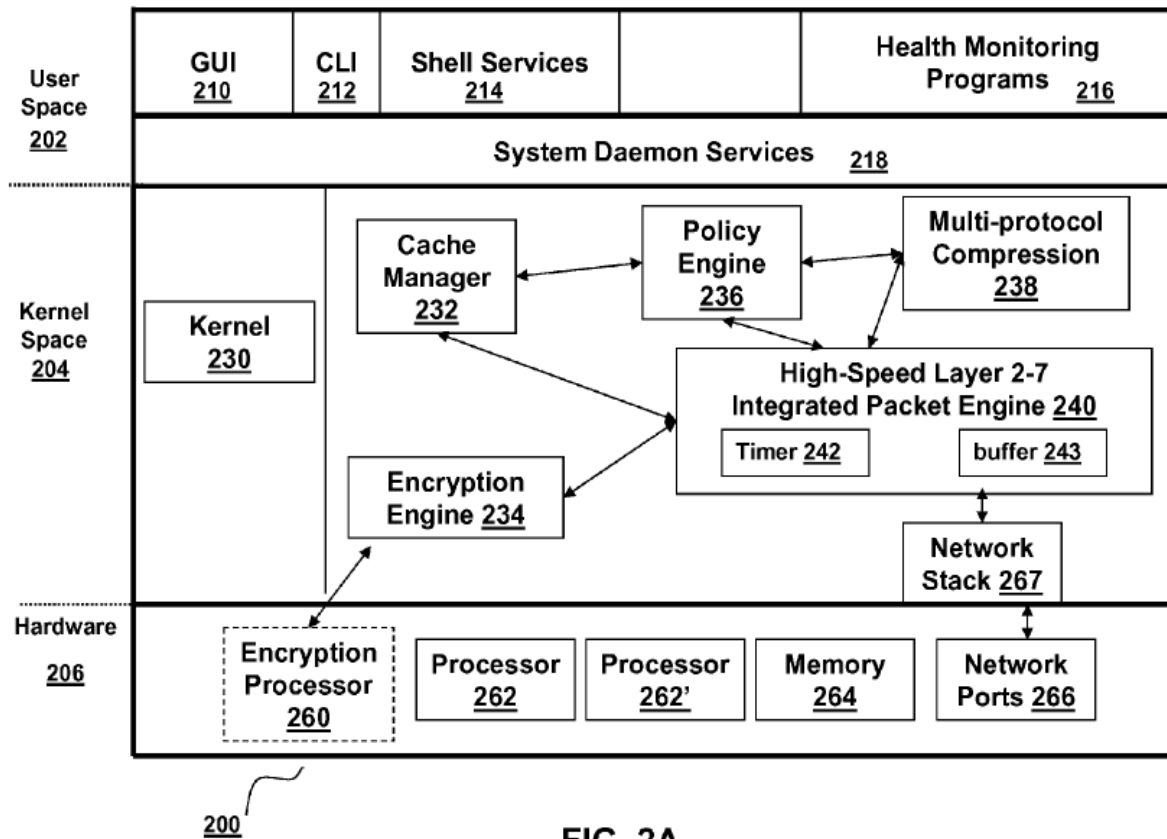 User
Space
202
GUI
210
CLI
212
Shell Services
214
Health Monitoring
Programs 216
System Daemon Services 218
Kernel
Space
204
Kernel
230
Cache
Manager
232
Policy
Engine
236
Multi-protocol
Compression
238
High-Speed Layer 2-7
Integrated Packet Engine 240
Timer 242
buffer 243
Encryption
Engine 234
Network
Stack 267
Hardware
206
Encryption
Processor
260
Processor
262
Processor
262’
Memory
264
Network
Ports 266
200
FIG. 2A